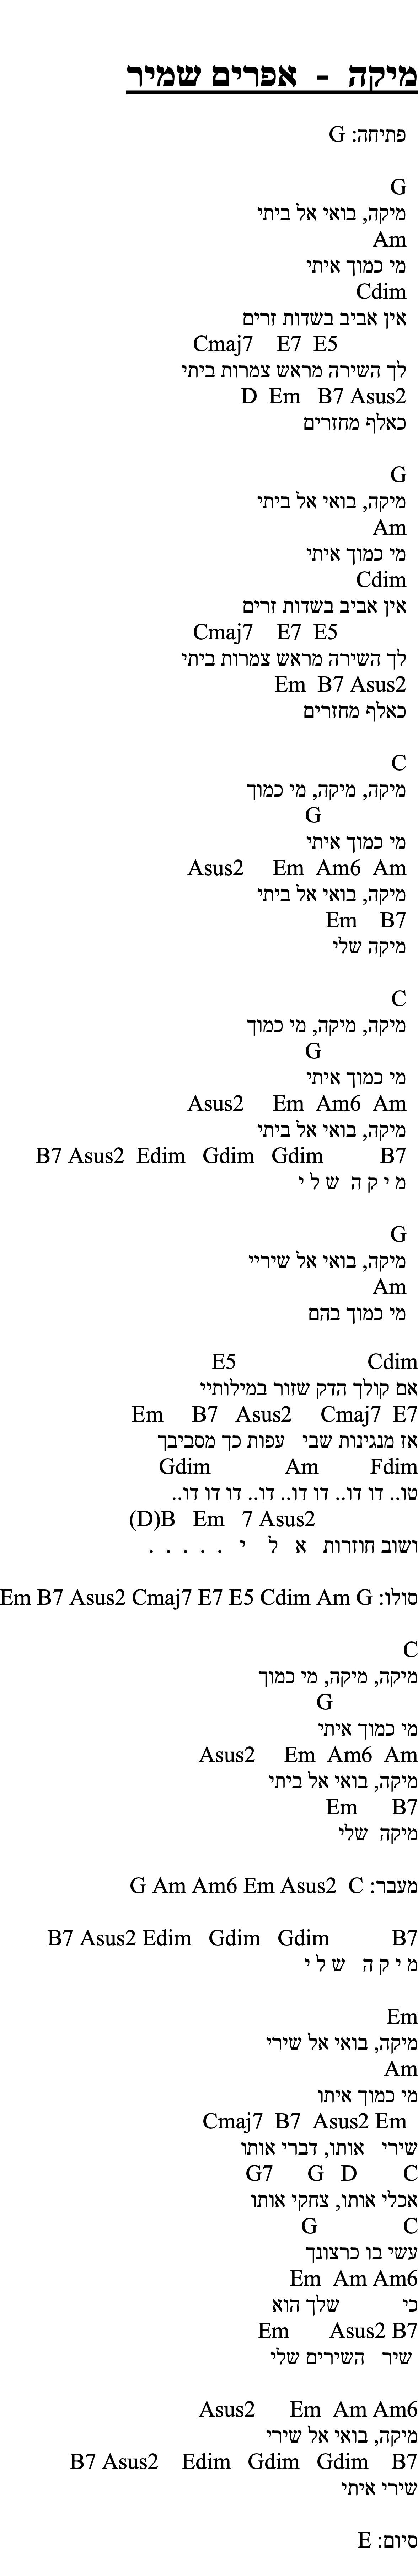 מיקה - אפרים שמיר
פתיחה: G
G
מיקה, בואי אל ביתי
Am
מי כמוך איתי
Cdim
אין אביב בשדות זרים
Cmaj7 E7 E5
לך השירה מראש צמרות ביתי
D Em B7 Asus2
כאלף מחזרים
G
מיקה, בואי אל ביתי
Am
מי כמוך איתי
Cdim
אין אביב בשדות זרים
Cmaj7 E7 E5
לך השירה מראש צמרות ביתי
Em B7 Asus2
כאלף מחזרים
C
מיקה, מיקה, מי כמוך
G
מי כמוך איתי
Asus2 Em Am6 Am
מיקה, בואי אל ביתי
Em B7
מיקה שלי
C
מיקה, מיקה, מי כמוך
G
מי כמוך איתי
Asus2 Em Am6 Am
מיקה, בואי אל ביתי
B7 Asus2 Edim Gdim Gdim B7
מ י ק ה ש ל י
G
מיקה, בואי אל שיריי
Am
מי כמוך בהם
E5 Cdim
אם קולך הדק שזור במילותיי
Em B7 Asus2 Cmaj7 E7
אז מנגינות שבי עפות כך מסביבך
Gdim Am Fdim
טו.. דו דו.. דו דו.. דו.. דו דו דו..
(D)B Em 7 Asus2
ושוב חוזרות א ל י . . . . . .
סולו: Em B7 Asus2 Cmaj7 E7 E5 Cdim Am G
C
מיקה, מיקה, מי כמוך
G
מי כמוך איתי
Asus2 Em Am6 Am
מיקה, בואי אל ביתי
Em B7
מיקה שלי
מעבר: G Am Am6 Em Asus2 C
B7 Asus2 Edim Gdim Gdim B7
מ י ק ה ש ל י
Em
מיקה, בואי אל שירי
Am
מי כמוך איתו
Cmaj7 B7 Asus2 Em
שירי אותו, דברי אותו
G7 G D C
אכלי אותו, צחקי אותו
G C
עשי בו כרצונך
Em Am Am6
כי שלך הוא
Em Asus2 B7
שיר השירים שלי
Asus2 Em Am Am6
מיקה, בואי אל שירי
B7 Asus2 Edim Gdim Gdim B7
שירי איתי
סיום: E